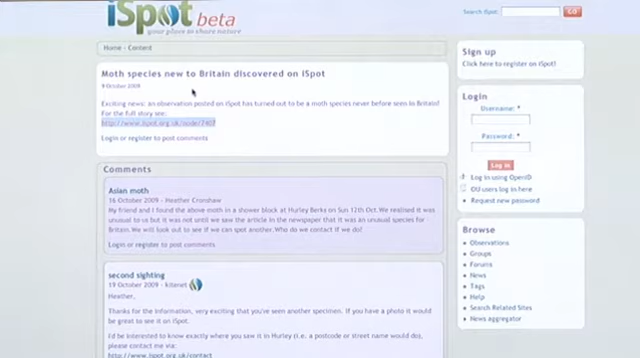 iSpot beta
your place to share nature
Search iSpot:
GO
Home - Content
Moth species new to Britain discovered on iSpot
9 October 2009
Exciting news: an observation posted on iSpot has turned out to be a moth species never before seen in Britain!
For the full story see:
http://www.ispot.org.uk/node/7407
Login or register to post comments
Comments
Asian moth
16 October 2009 - Heather Cronshaw
My friend and I found the above moth in a shower block at Hurley Berks on Sun 12th Oct. We realised it was
unusual to us but it was not until we saw the article in the newspaper that it was an unusual species for
Britain. We will look out to see if we can spot another. Who do we contact if we do!
Login or register to post comments
second sighting
19 October 2009 - kitenet
Heather,
Thanks for the information, very exciting that you've seen another specimen. If you have a photo it would
be great to see it on iSpot.
I'd be interested to know exactly where you saw it in Hurley (i.e. a postcode or street name would do),
please contact me via:
http://www.ispot.org.uk/contact
Sign up
Click here to register on iSpot!
Login
Username: *
Password: *
Log in
Log in using OpenID
OU users log in here
Request new password
Browse
Observations
Groups
Forums
News
Tags
Help
Search Related Sites
News aggregator